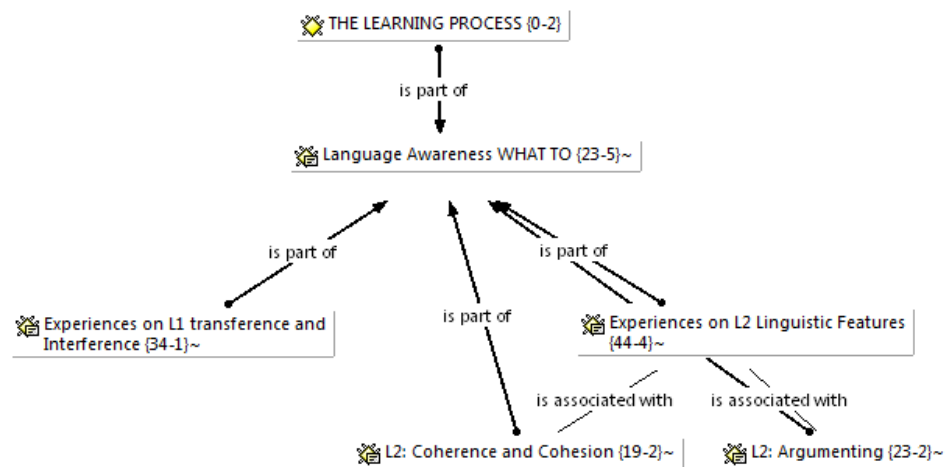 THE LEARNING PROCESS {0-2}
is part of
Language Awareness WHAT TO {23-5}~
is part of
is part of
is part of
Experiences on L1 transference and
Interference {34-1}~
Experiences on L2 Linguistic Features
{44-4}~
is associated with
is associated with
L2: Coherence and Cohesion {19-2}~
L2: Argumenting {23-2}~